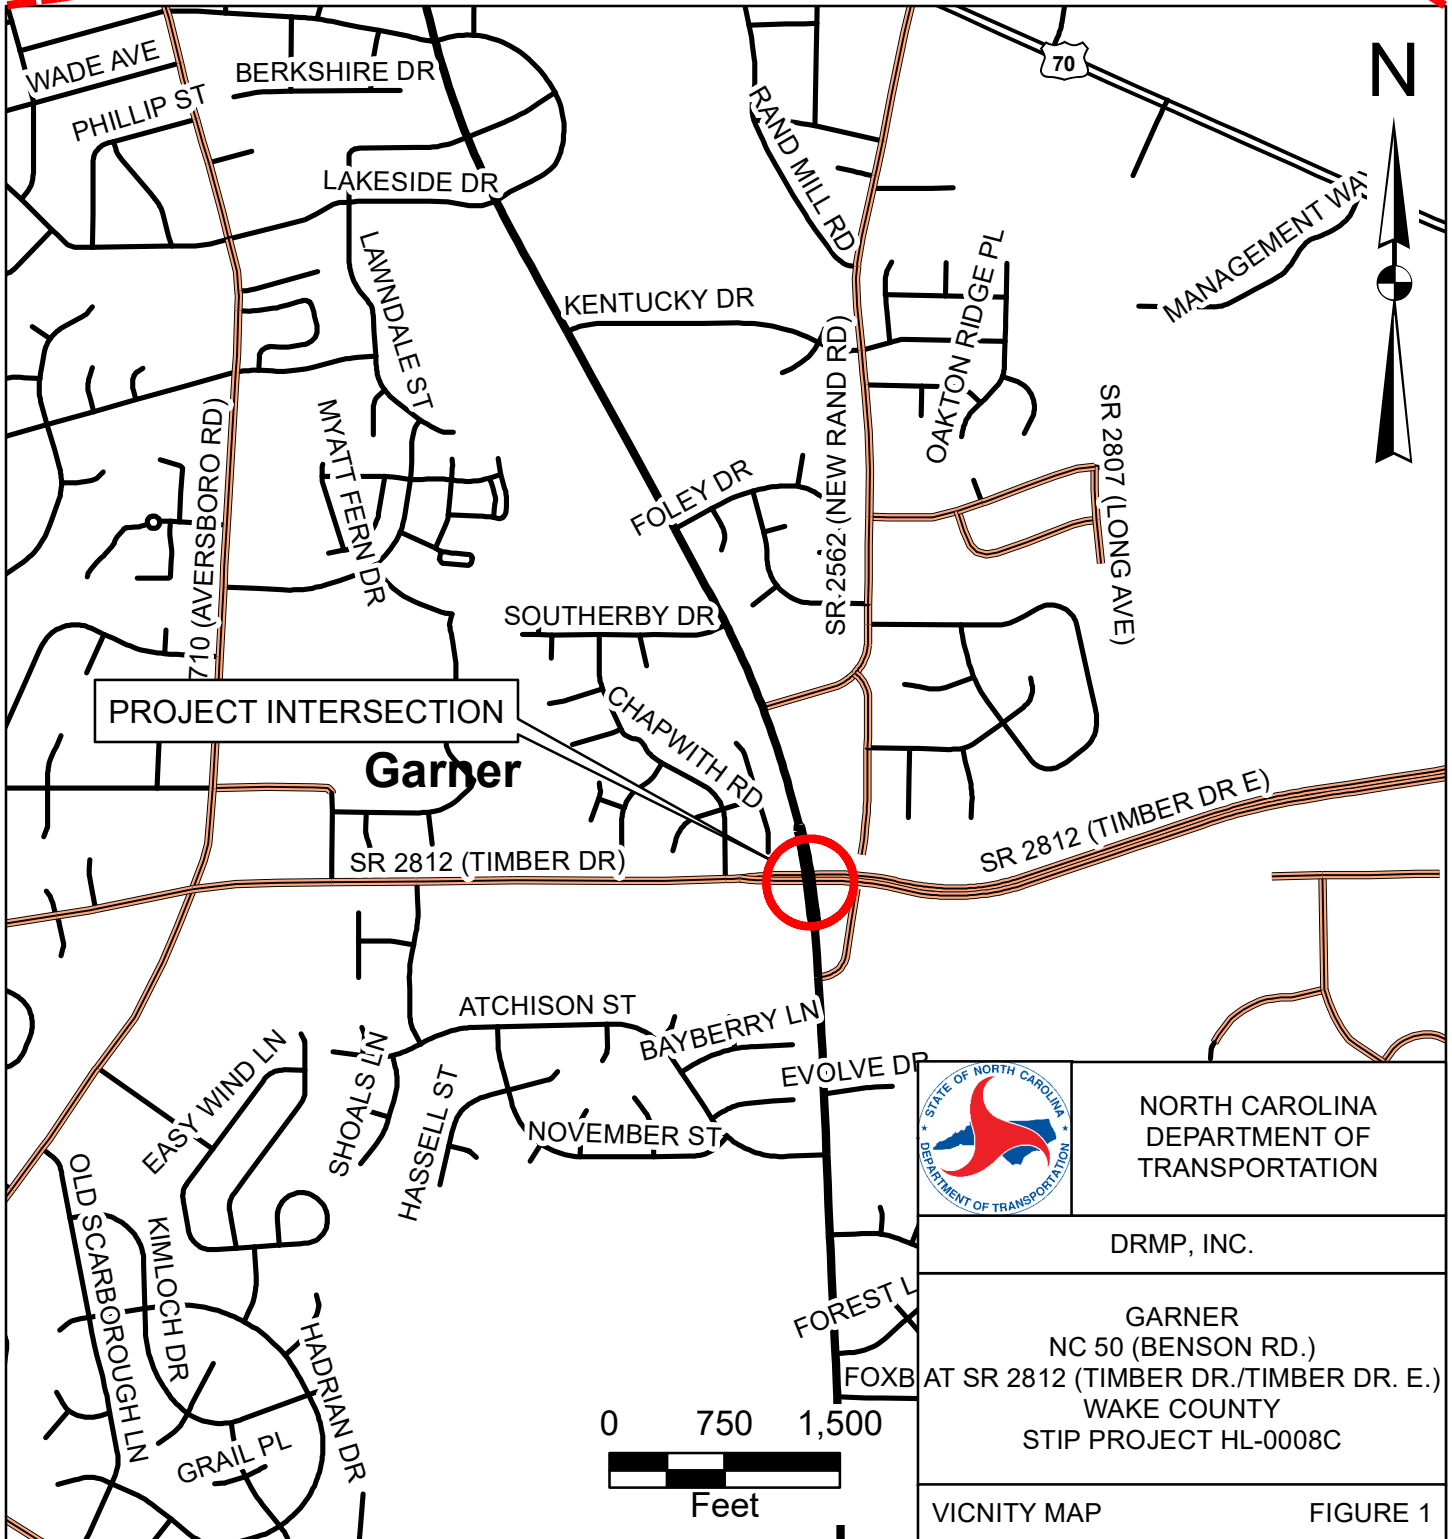 WADE AVE
BERKSHIRE DR
PHILLIP ST
70
N
RAND MILL RD
LAKESIDE DR
MANAGEMENT WA
LAWNDALE ST
KENTUCKY DR
OAKTON RIDGE PL
SR 2562 (NEW RAND RD)
SR 2807 (LONG AVE)
710 (AVERSBORO RD)
MYATT FERN DR
FOLEY DR
SOUTHERBY DR
PROJECT INTERSECTION
CHAPWITH RD
Garner
SR 2812 (TIMBER DR)
SR 2812 (TIMBER DR E)
ATCHISON ST
BAYBERRY LN
EASY WIND LN
SHOALS LN
HASSELL ST
EVOLVE DR
NOVEMBER ST
OLD SCARBOROUGH LN
KIMLOCH DR
HADRIAN DR
GRAIL PL
FOREST L
FOXB
0 750 1,500
Feet
STATE OF NORTH CAROLINA
DEPARTMENT OF TRANSPORTATION
NORTH CAROLINA
DEPARTMENT OF
TRANSPORTATION
DRMP, INC.
GARNER
NC 50 (BENSON RD.)
AT SR 2812 (TIMBER DR./TIMBER DR. E.)
WAKE COUNTY
STIP PROJECT HL-0008C
VICNITY MAP FIGURE 1